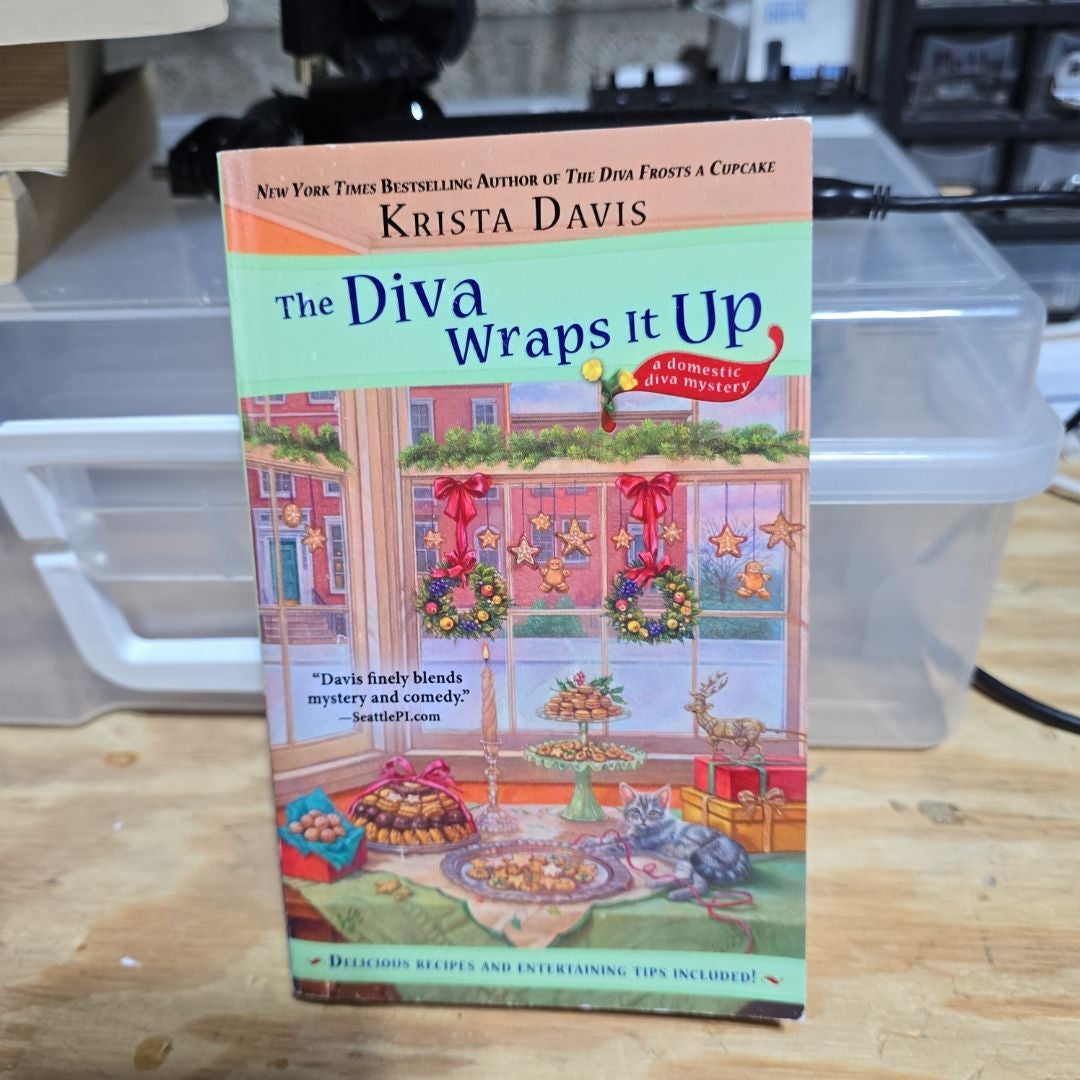 New York Times Bestselling Author of The Diva Frosts a Cupcake
Krista Davis
The Diva
Wraps It Up
a domestic
diva mystery
“Davis finely blends
mystery and comedy.”
—SeattlePI.com
Delicious recipes and entertaining tips included!